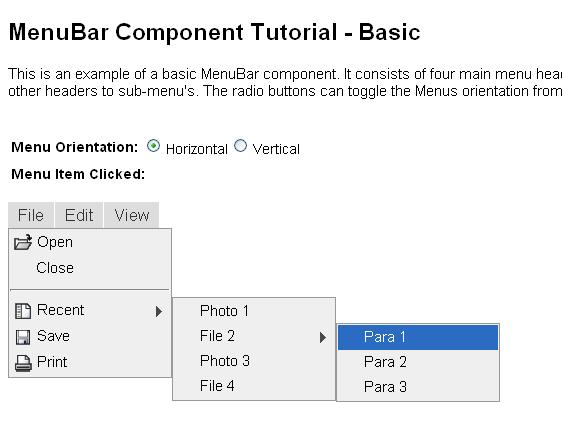 MenuBar Component Tutorial - Basic
This is an example of a basic MenuBar component. It consists of four main menu
other headers to sub-menu's. The radio buttons can toggle the Menus orientation from
Menu Orientation: Horizontal Vertical
Menu Item Clicked:
File Edit View
Open
Close
Recent
Save
Print
Photo 1
File 2
Photo 3
File 4
Para 1
Para 2
Para 3